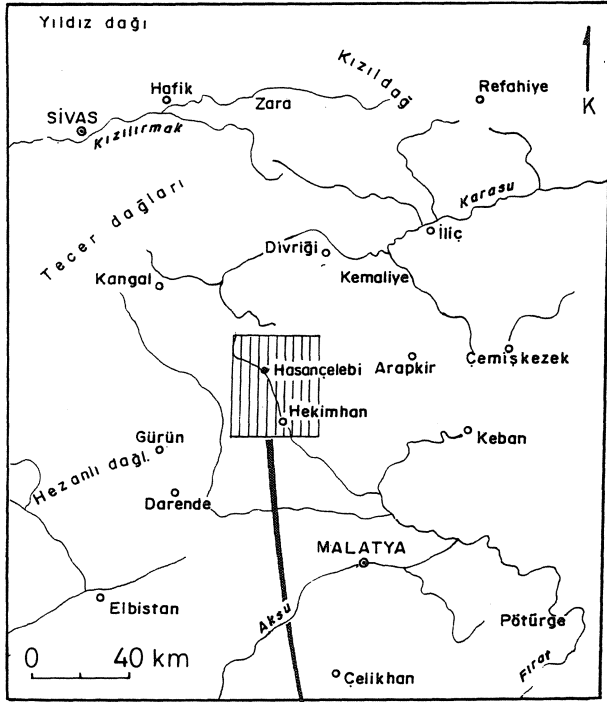 Yıldız dağı
Kızıldağ
Hafik
Zara
Refahiye
K
SİVAS
Kızılırmak
Karasu
Tecer dağları
İliç
Divriği
Kemaliye
Kangal
Hasançelebi
Arapkir
Çemişkezek
Hekimhan
Gürün
Keban
Hezanlı dağl.
Darende
MALATYA
Elbistan
Aksu
Pötürge
0 40 km
Çelikhan
Fırat